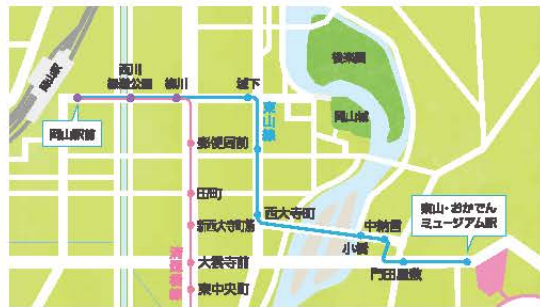 岡山駅
西川
緑道公園
柳川
城下
後楽園
岡山城
岡山駅前
東山線
郵便局前
田町
新西大寺町筋
西大寺町
清輝橋線
大雲寺前
東中央町
小橋
中納言
門田屋敷
東山・おかでん
ミュージアム駅